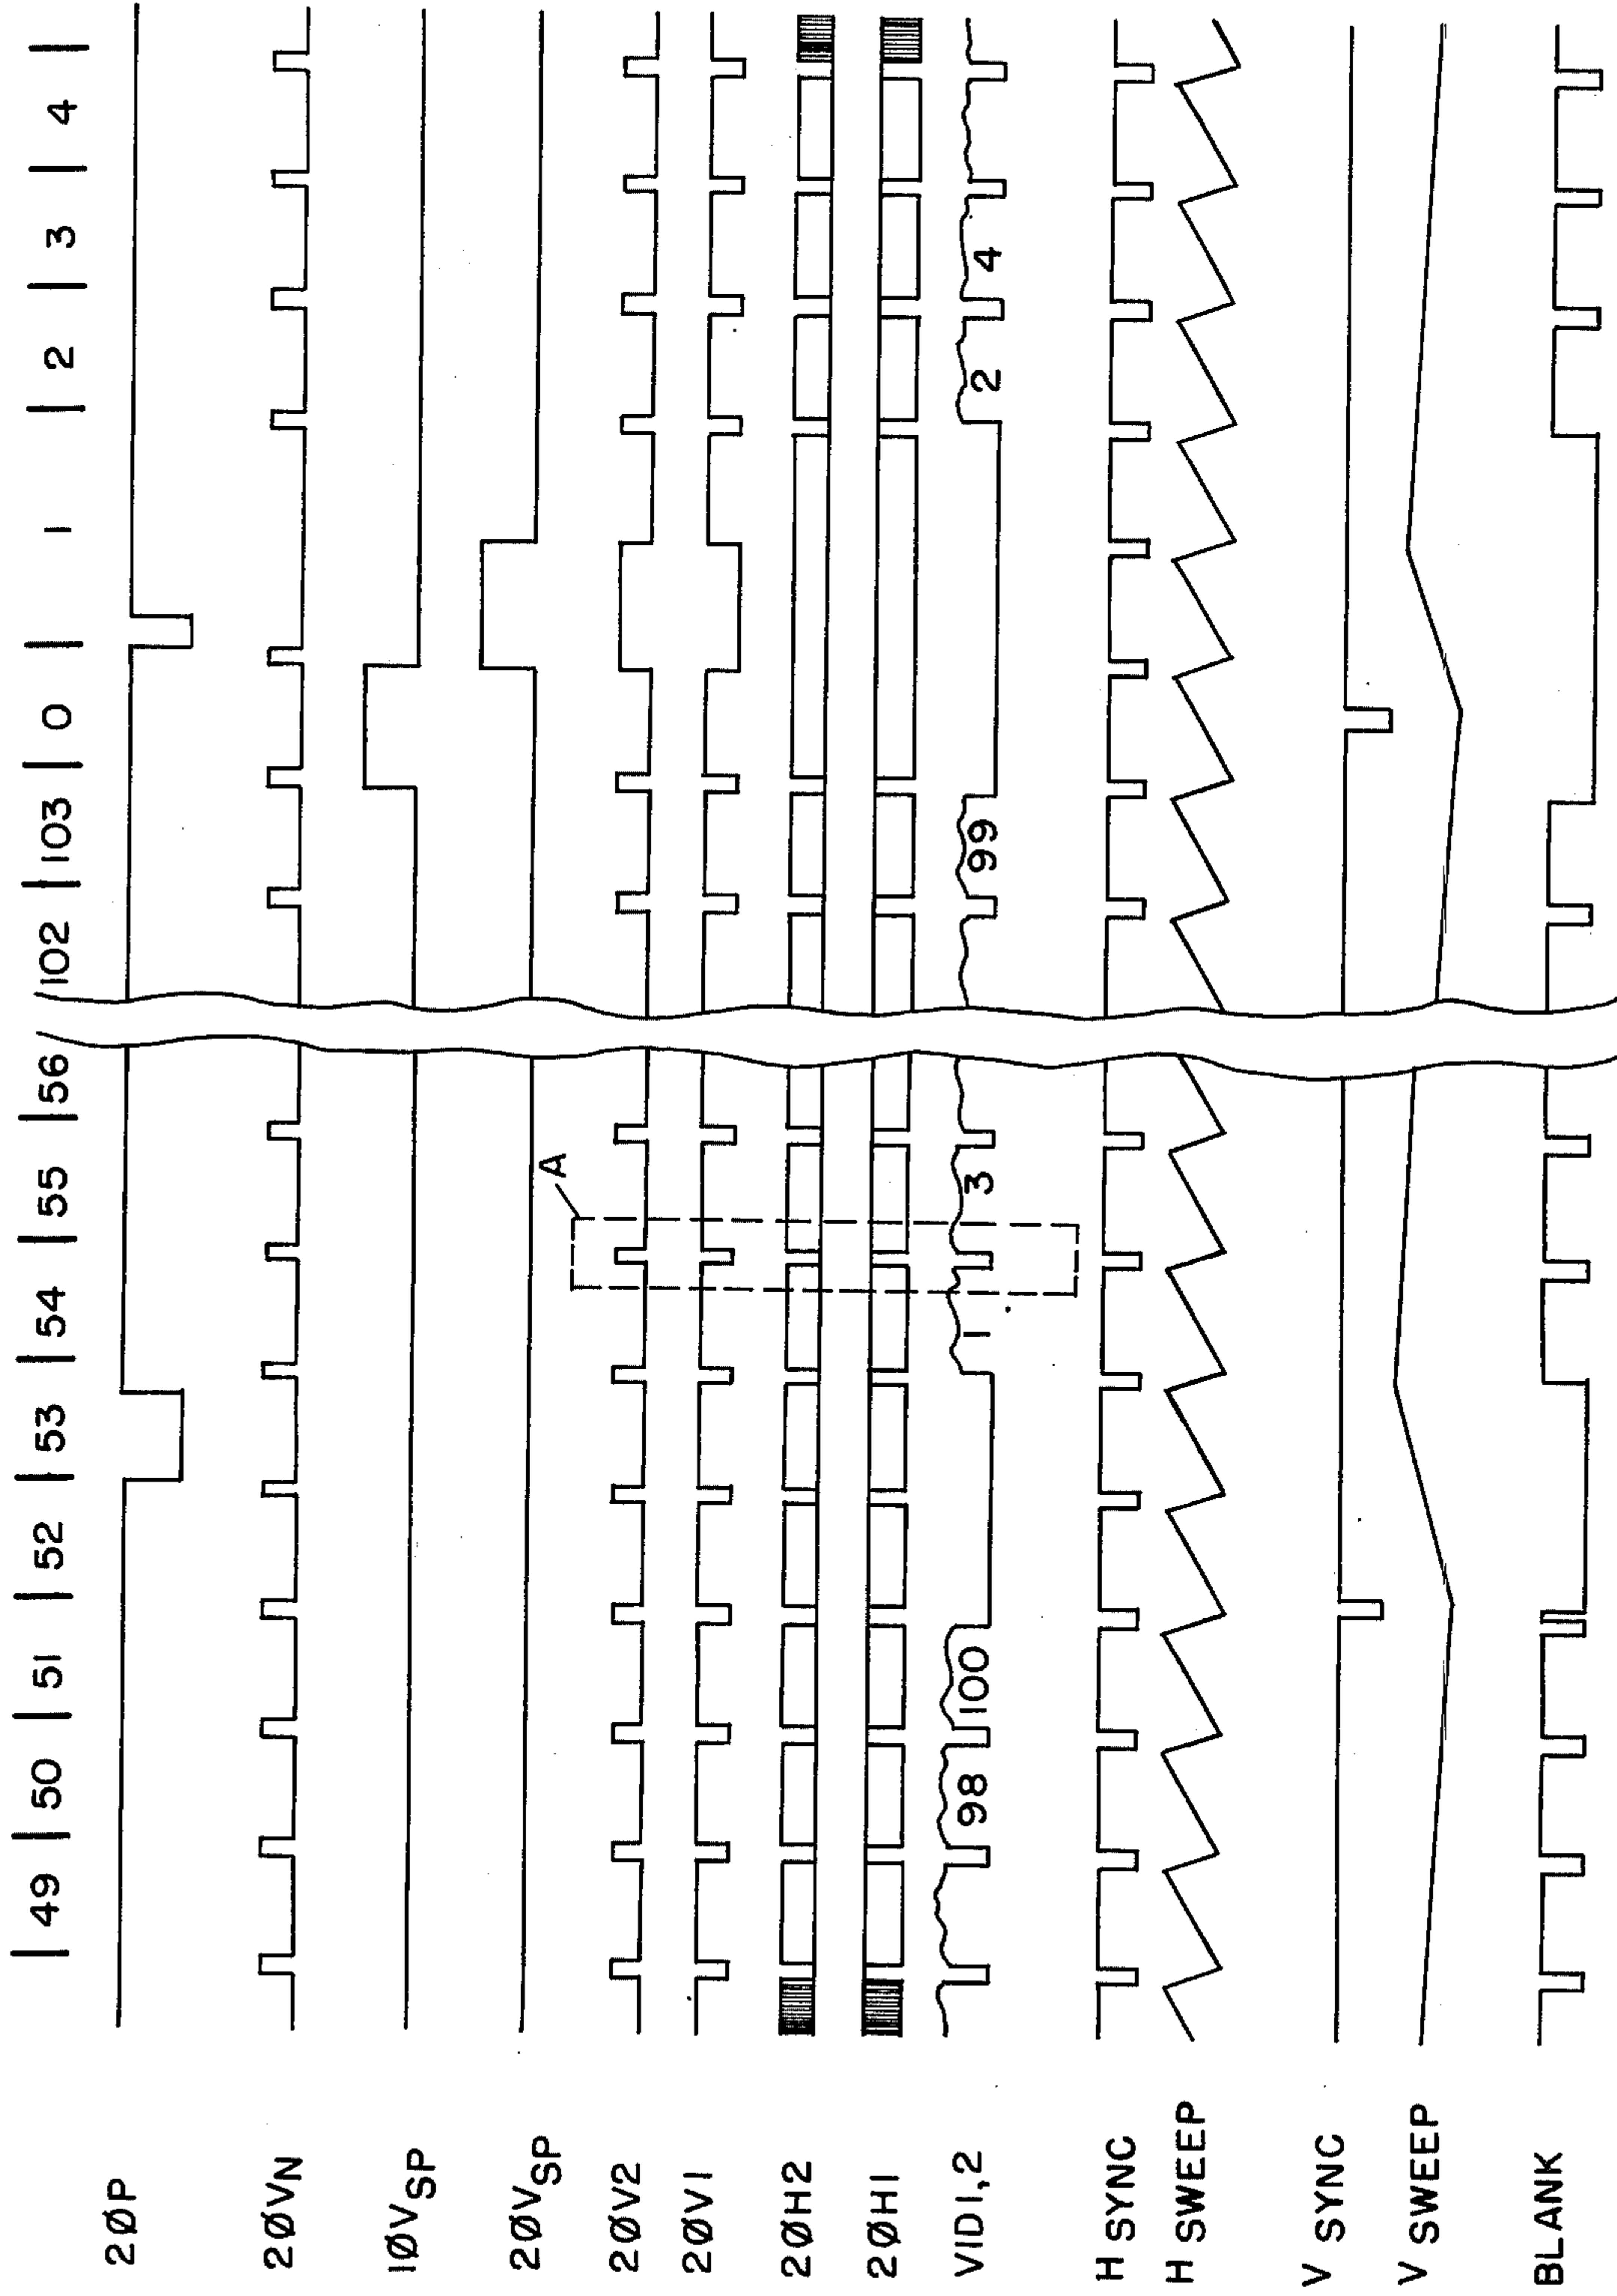 | 49 | 50 | 51 | 52 | 53 | 54 | 55 | 56
102 | 103 | 0 | 1 | 2 | 3 | 4 |
2ØP
2ØVN
1ØVSP
2ØVSP
A
2ØV2
2ØV1
2ØH2
2ØH1
VID1,2
98 100 1 3 99 2 4
H SYNC
H SWEEP
V SYNC
V SWEEP
BLANK